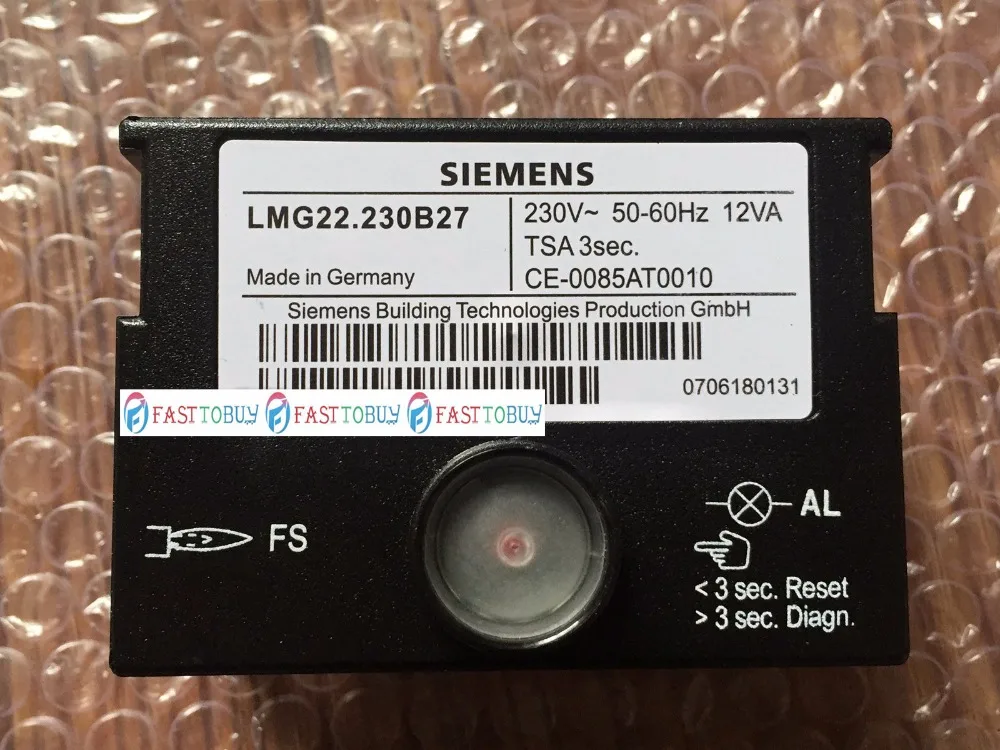 SIEMENS
LMG22.230B27
230V~ 50-60Hz 12VA
TSA 3sec.
Made in Germany
CE-0085AT0010
Siemens Building Technologies Production GmbH
0706180131
FASTTOBUY FASTTOBUY FASTTOBUY
FS
AL
< 3 sec. Reset
> 3 sec. Diagn.